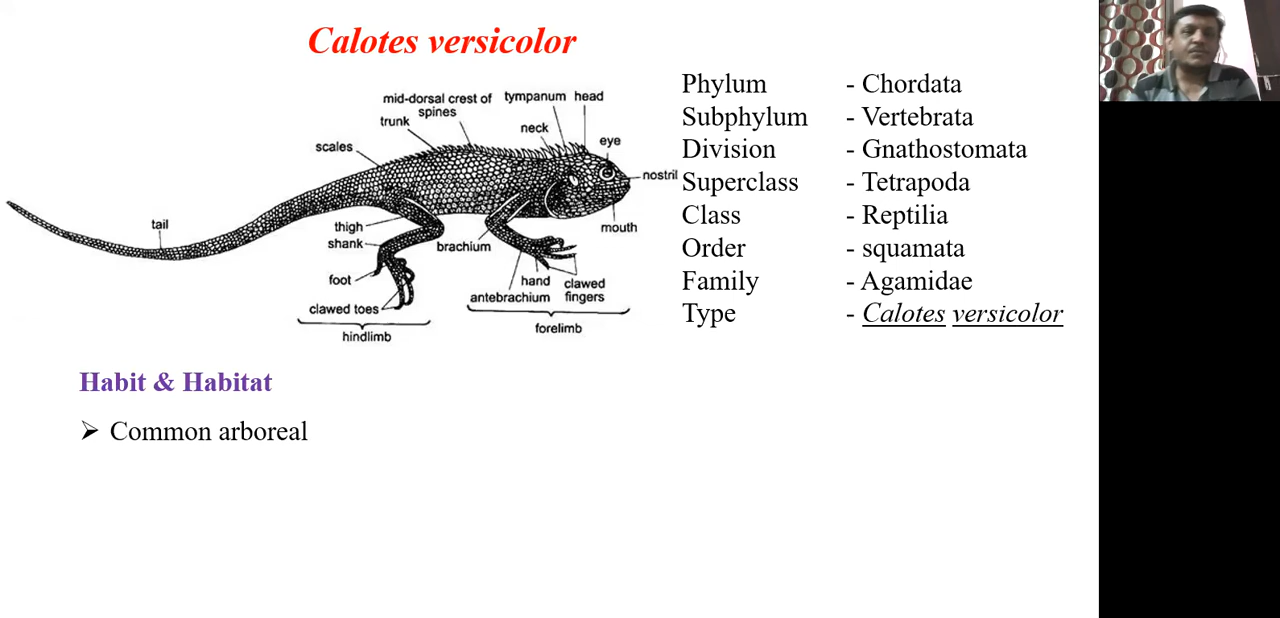 Calotes versicolor
mid-dorsal crest of
spines
tympanum
head
trunk
neck
eye
scales
nostril
tail
thigh
mouth
shank
brachium
foot
hand
clawed
fingers
antebrachium
clawed toes
forelimb
hindlimb
Phylum - Chordata
Subphylum - Vertebrata
Division - Gnathostomata
Superclass - Tetrapoda
Class - Reptilia
Order - squamata
Family - Agamidae
Type - Calotes versicolor
Habit & Habitat
➢ Common arboreal